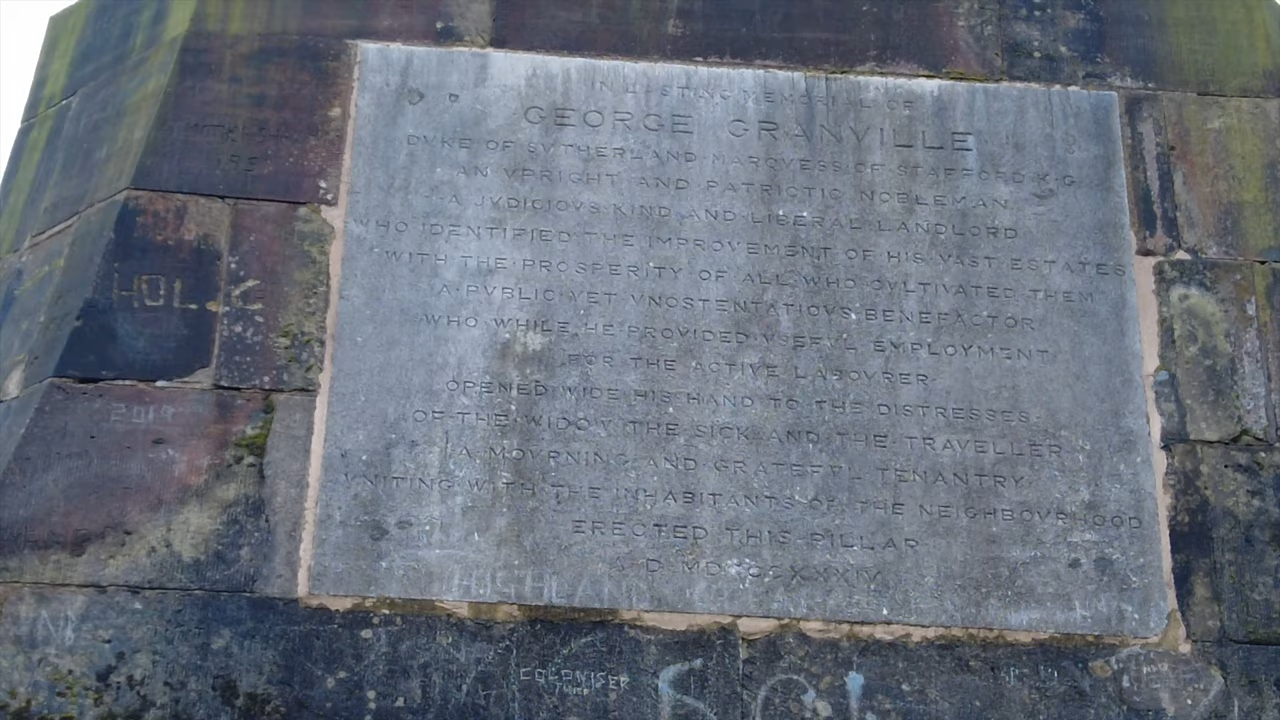 IN LASTING MEMORIAL OF
GEORGE GRANVILLE
DVKE OF SVTHERLAND MARQVESS OF STAFFORD K·G
AN VPRIGHT AND PATRIOTIC NOBLEMAN
A JVDICIOVS KIND AND LIBERAL LANDLORD
WHO IDENTIFIED THE IMPROVEMENT OF HIS VAST ESTATES
WITH THE PROSPERITY OF ALL WHO CVLTIVATED THEM
A PVBLIC YET VNOSTENTATIOVS BENEFACTOR
WHO WHILE HE PROVIDED VSEFVL EMPLOYMENT
FOR THE ACTIVE LABOVRER
OPENED WIDE HIS HAND TO THE DISTRESSES
OF THE WIDOW THE SICK AND THE TRAVELLER
A MOVRNING AND GRATEFVL TENANTRY
VNITING WITH THE INHABITANTS OF THE NEIGHBOVRHOOD
ERECTED THIS PILLAR
A D MDCCCXXXIV
HIGHLAND
HOL K
2019
NB
COLONISER
THIEF